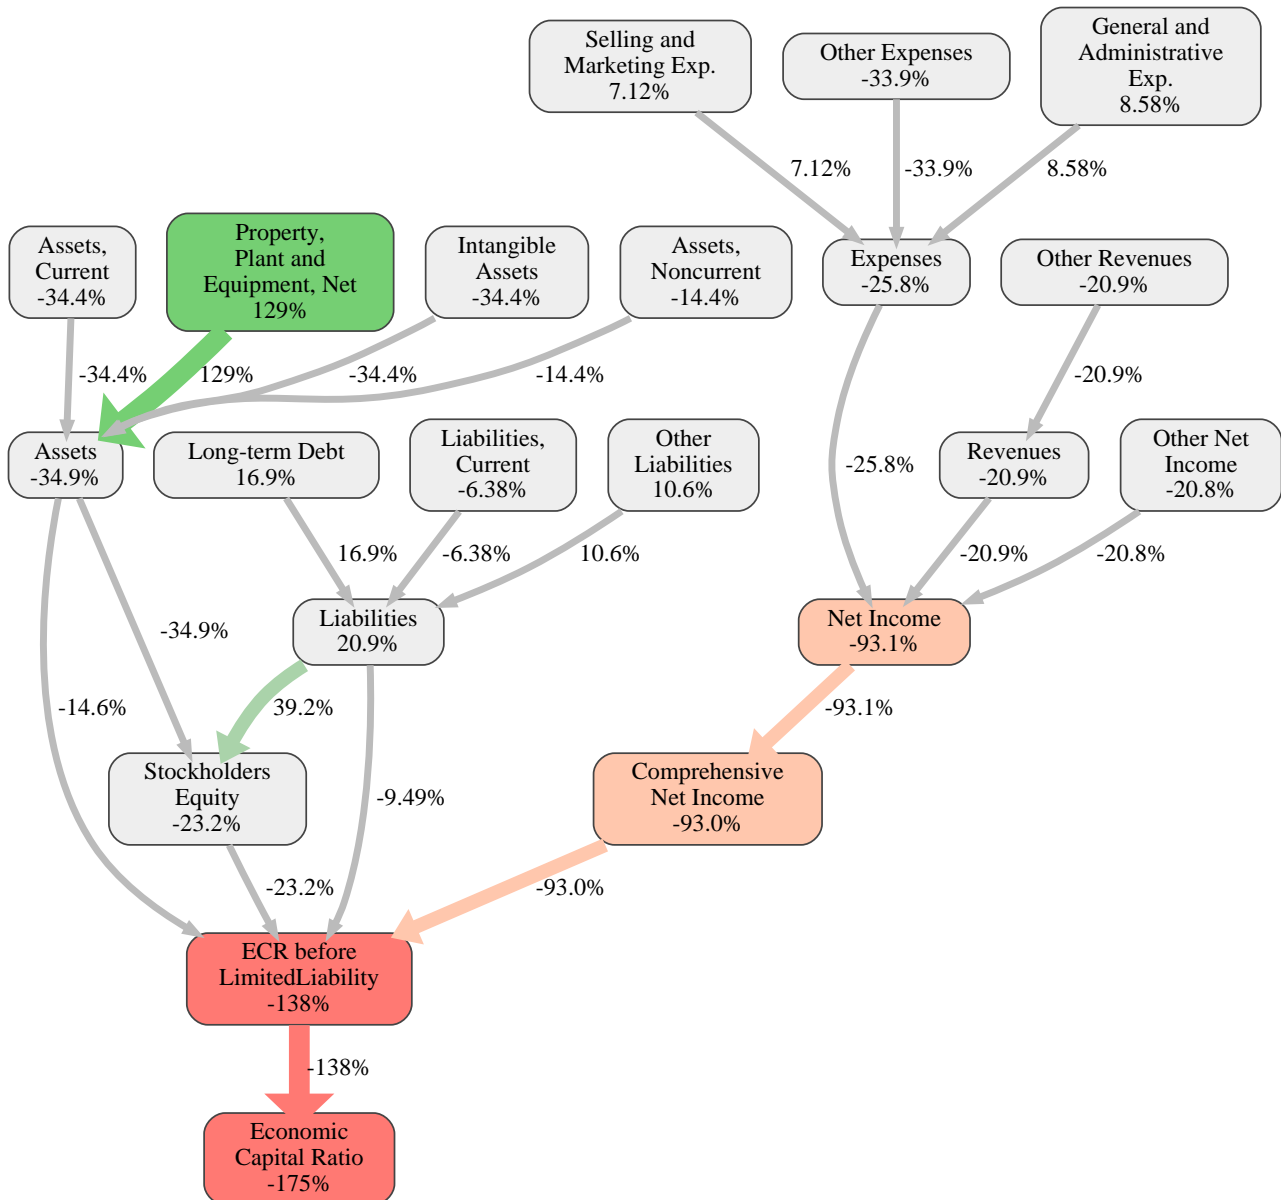 Selling and
Marketing Exp.
7.12%
Other Expenses
-33.9%
General and
Administrative
Exp.
8.58%
7.12%
-33.9%
8.58%
Assets,
Current
-34.4%
Property,
Plant and
Equipment, Net
129%
Intangible
Assets
-34.4%
Assets,
Noncurrent
-14.4%
Expenses
-25.8%
Other Revenues
-20.9%
-34.4%
129%
-34.4%
-14.4%
-20.9%
Assets
-34.9%
Long-term Debt
16.9%
Liabilities,
Current
-6.38%
Other
Liabilities
10.6%
-25.8%
Revenues
-20.9%
Other Net
Income
-20.8%
16.9%
-6.38%
10.6%
-20.9%
-20.8%
-34.9%
Liabilities
20.9%
Net Income
-93.1%
-14.6%
39.2%
-93.1%
Stockholders
Equity
-23.2%
-9.49%
Comprehensive
Net Income
-93.0%
-23.2%
-93.0%
ECR before
LimitedLiability
-138%
-138%
Economic
Capital Ratio
-175%